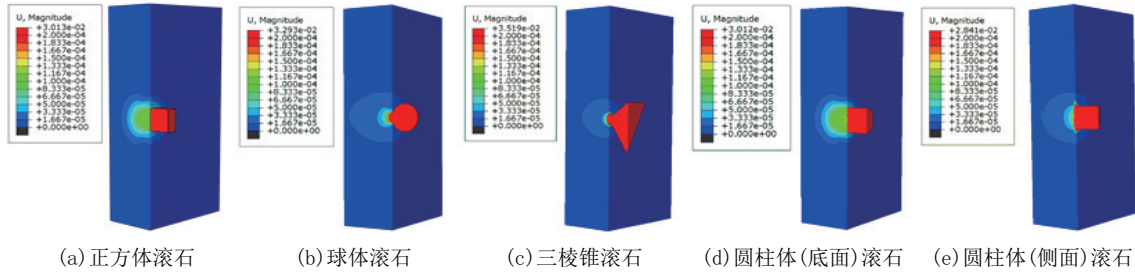 U, Magnitude
+3.013e-02
+2.000e-04
+1.833e-04
+1.667e-04
+1.500e-04
+1.333e-04
+1.167e-04
+1.000e-04
+8.333e-05
+6.667e-05
+5.000e-05
+3.333e-05
+1.667e-05
+0.000e+00
U, Magnitude
+3.293e-02
+2.000e-04
+1.833e-04
+1.667e-04
+1.500e-04
+1.333e-04
+1.167e-04
+1.000e-04
+8.333e-05
+6.667e-05
+5.000e-05
+3.333e-05
+1.667e-05
+0.000e+00
U, Magnitude
+3.519e-02
+2.000e-04
+1.833e-04
+1.667e-04
+1.500e-04
+1.333e-04
+1.167e-04
+1.000e-04
+8.333e-05
+6.667e-05
+5.000e-05
+3.333e-05
+1.667e-05
+0.000e+00
U, Magnitude
+3.012e-02
+2.000e-04
+1.833e-04
+1.667e-04
+1.500e-04
+1.333e-04
+1.167e-04
+1.000e-04
+8.333e-05
+6.667e-05
+5.000e-05
+3.333e-05
+1.667e-05
+0.000e+00
U, Magnitude
+2.841e-02
+2.000e-04
+1.833e-04
+1.667e-04
+1.500e-04
+1.333e-04
+1.167e-04
+1.000e-04
+8.333e-05
+6.667e-05
+5.000e-05
+3.333e-05
+1.667e-05
+0.000e+00
(a)正方体滚石
(b)球体滚石
(c)三棱锥滚石
(d)圆柱体(底面)滚石
(e)圆柱体(侧面)滚石